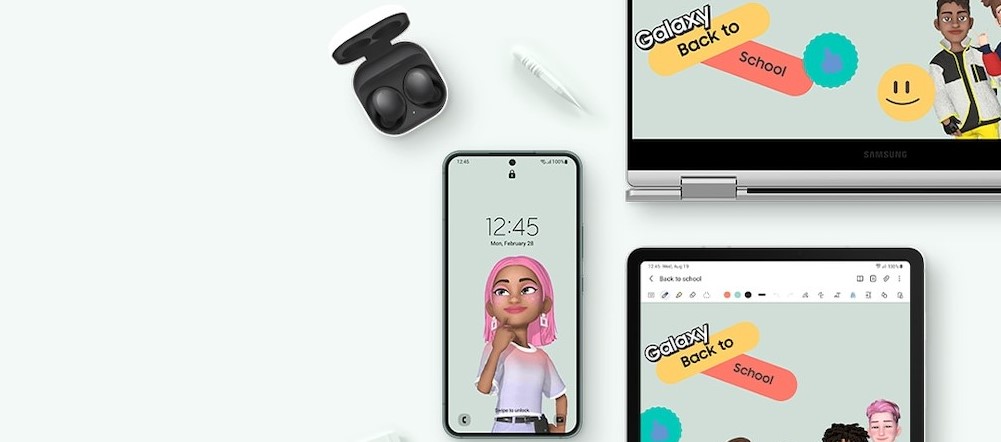 Galaxy
Back to
School
SAMSUNG
12:45
100%
12:45
Mon, February 28
Swipe to unlock
12:45 Wed, Aug 19
100%
Back to school
Galaxy
Back to
School